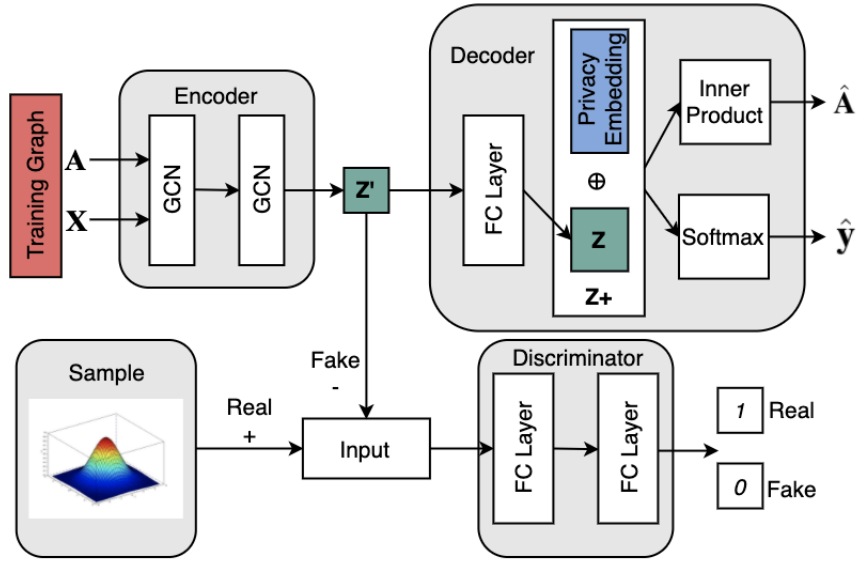 Training Graph
A
X
Encoder
GCN
GCN
Z'
Decoder
FC Layer
Privacy
Embedding
⊕
Z
Z+
Inner
Product
Softmax
Â
ŷ
Sample
Real
+
Fake
-
Input
Discriminator
FC Layer
FC Layer
1 Real
0 Fake